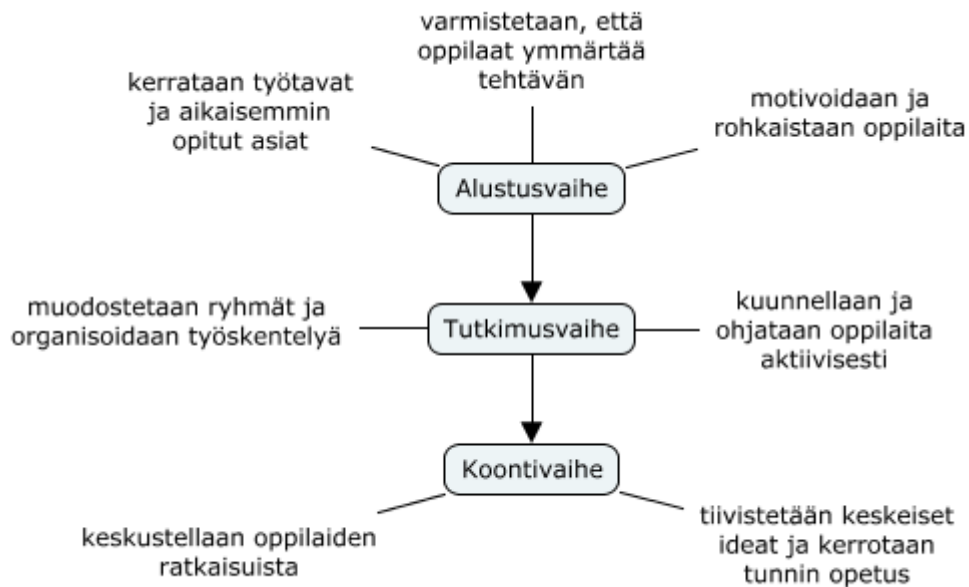 varmistetaan, että
oppilaat ymmärtää
tehtävän
kerrataan työtavat
ja aikaisemmin
opitut asiat
motivoidaan ja
rohkaistaan oppilaita
Alustusvaihe
muodostetaan ryhmät ja
organisoidaan työskentelyä
Tutkimusvaihe
kuunnellaan ja
ohjataan oppilaita
aktiivisesti
Koontivaihe
keskustellaan oppilaiden
ratkaisuista
tiivistetään keskeiset
ideat ja kerrotaan
tunnin opetus